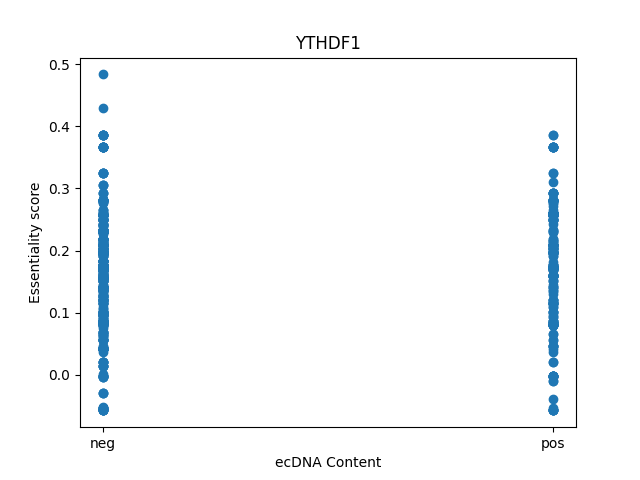 YTHDF1
Essentiality score
0.5
0.4
0.3
0.2
0.1
0.0
neg
pos
ecDNA Content